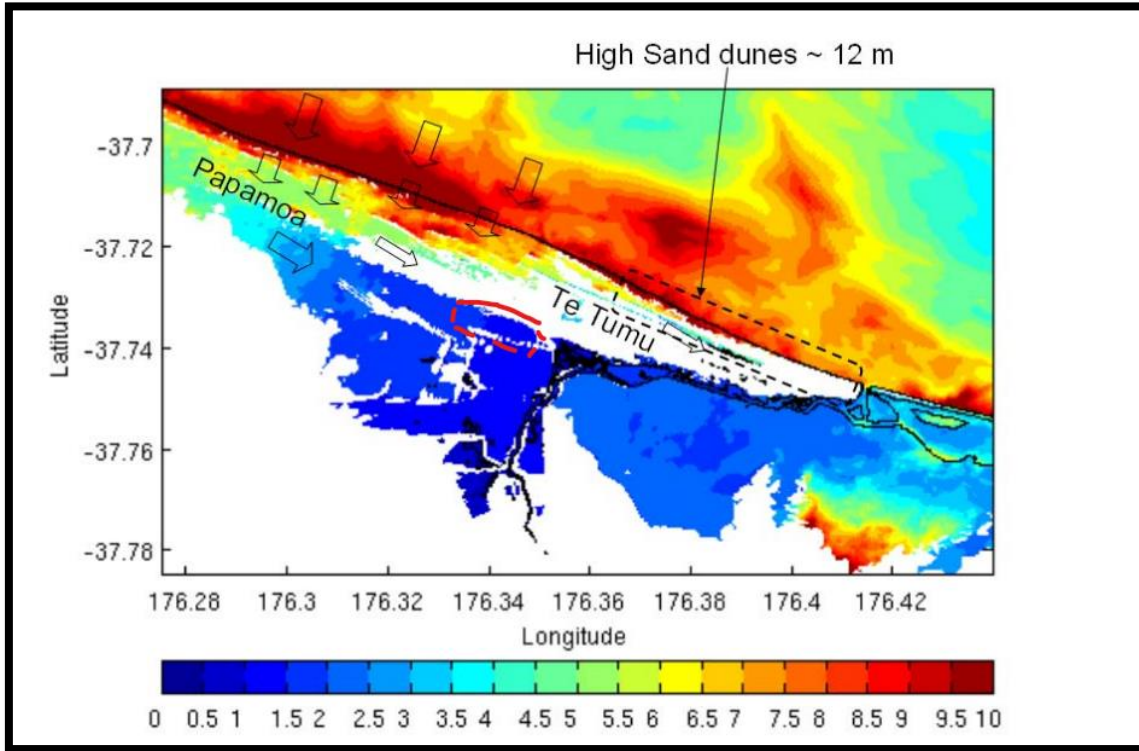 High Sand dunes ~ 12 m
-37.7
Papamoa
-37.72
Te Tumu
Latitude
-37.74
-37.76
-37.78
176.28 176.3 176.32 176.34 176.36 176.38 176.4 176.42
Longitude
0 0.5 1 1.5 2 2.5 3 3.5 4 4.5 5 5.5 6 6.5 7 7.5 8 8.5 9 9.5 10